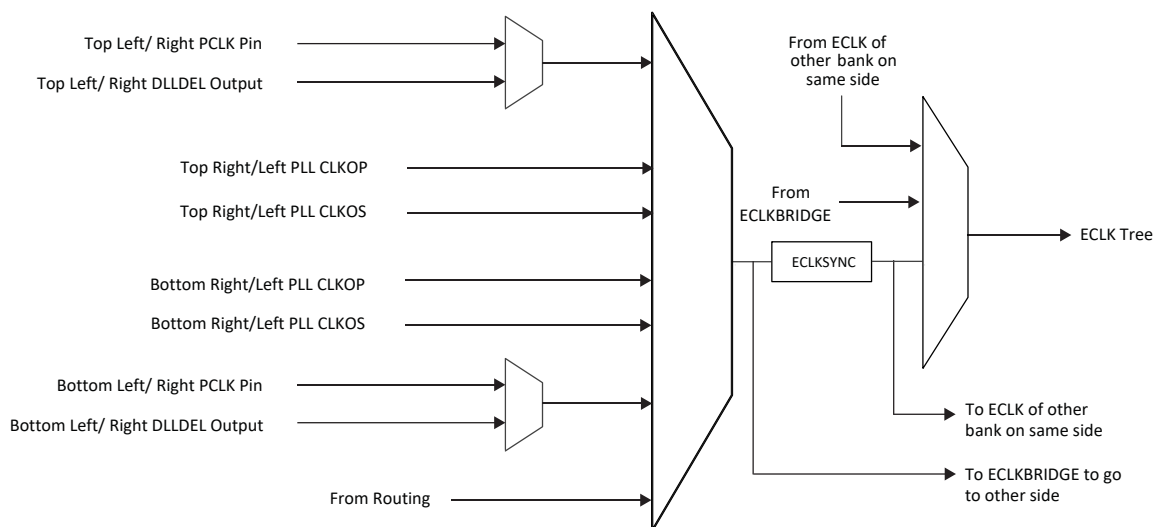 Top Left/ Right PCLK Pin
Top Left/ Right DLLDEL Output
Top Right/Left PLL CLKOP
Top Right/Left PLL CLKOS
Bottom Right/Left PLL CLKOP
Bottom Right/Left PLL CLKOS
Bottom Left/ Right PCLK Pin
Bottom Left/ Right DLLDEL Output
From Routing
From ECLK of
other bank on
same side
From
ECLKBRIDGE
ECLKSYNC
ECLK Tree
To ECLK of other
bank on same side
To ECLKBRIDGE to go
to other side